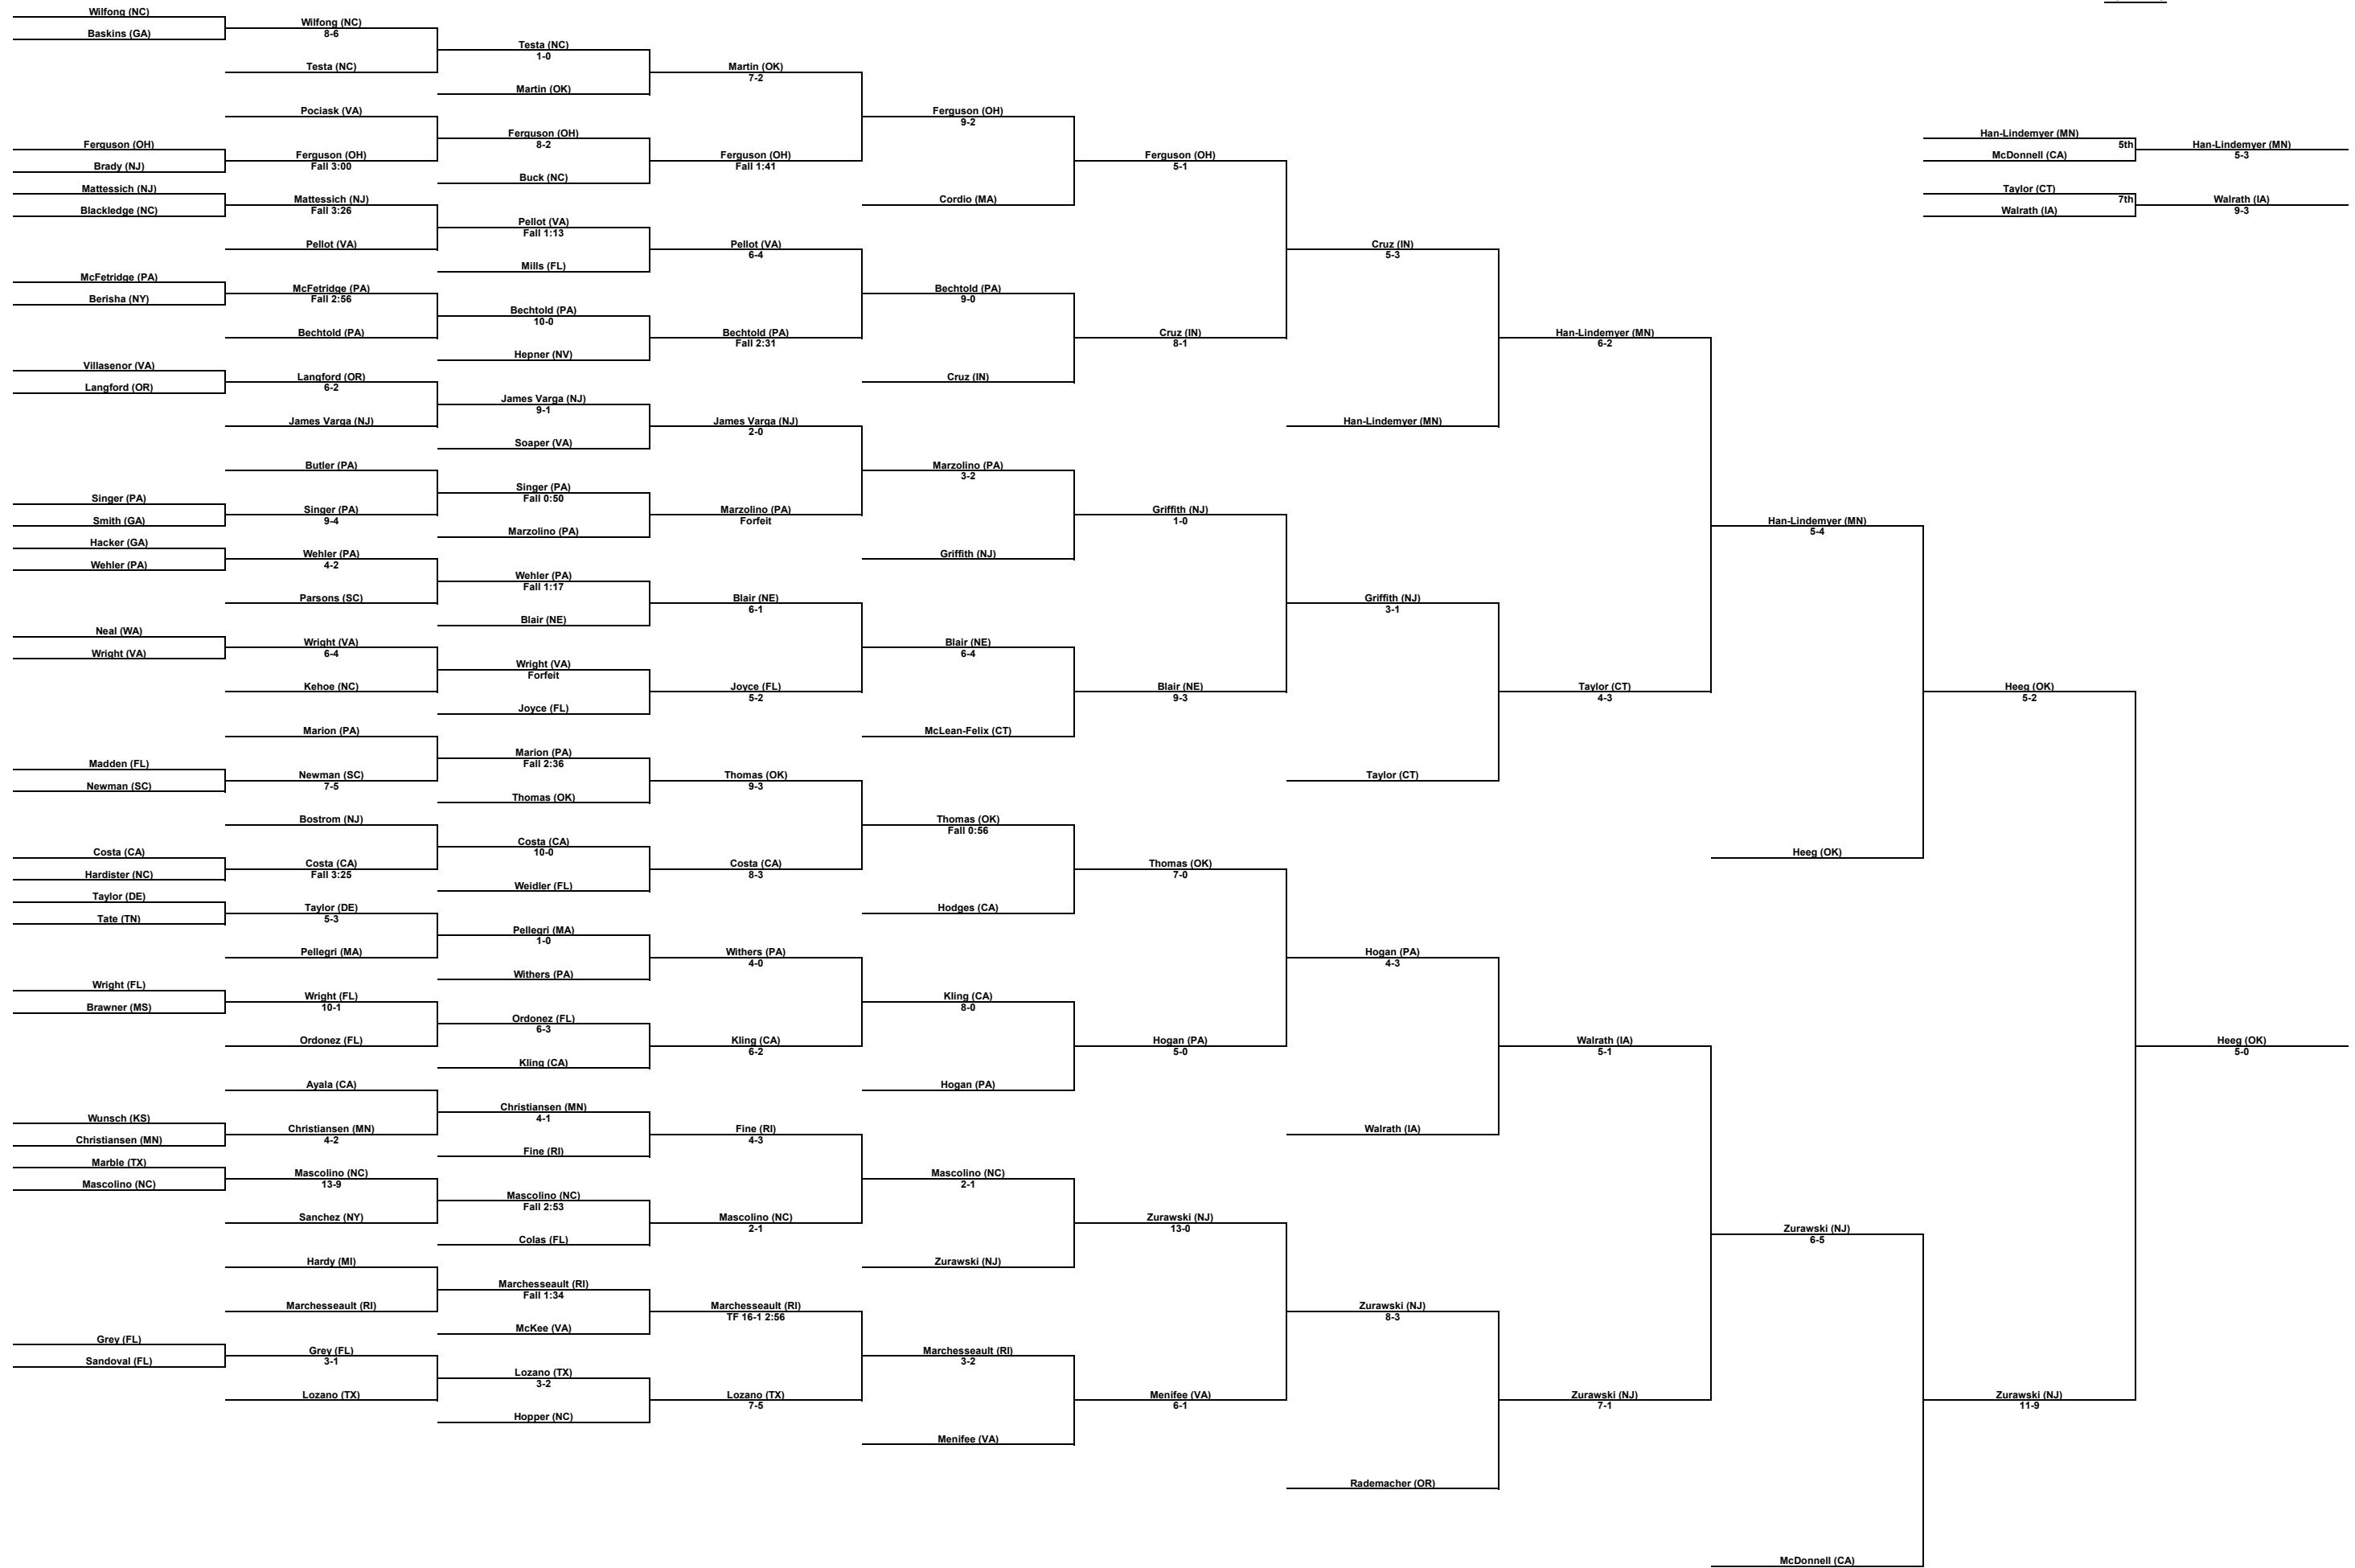 Wilfong (NC)
Baskins (GA)
Ferguson (OH)
Brady (NJ)
Mattessich (NJ)
Blackledge (NC)
McFetridge (PA)
Berisha (NY)
Villasenor (VA)
Langford (OR)
Singer (PA)
Smith (GA)
Hacker (GA)
Wehler (PA)
Neal (WA)
Wright (VA)
Madden (FL)
Newman (SC)
Costa (CA)
Hardister (NC)
Taylor (DE)
Tate (TN)
Wright (FL)
Brawner (MS)
Wunsch (KS)
Christiansen (MN)
Marble (TX)
Mascolino (NC)
Grey (FL)
Sandoval (FL)
Wilfong (NC)
8-6
Testa (NC)
Pociask (VA)
Ferguson (OH)
Fall 3:00
Mattessich (NJ)
Fall 3:26
Pellot (VA)
McFetridge (PA)
Fall 2:56
Bechtold (PA)
Langford (OR)
6-2
James Varga (NJ)
Butler (PA)
Singer (PA)
9-4
Wehler (PA)
4-2
Parsons (SC)
Wright (VA)
6-4
Kehoe (NC)
Marion (PA)
Newman (SC)
7-5
Bostrom (NJ)
Costa (CA)
Fall 3:25
Taylor (DE)
5-3
Pellegri (MA)
Wright (FL)
10-1
Ordonez (FL)
Ayala (CA)
Christiansen (MN)
4-2
Mascolino (NC)
13-9
Sanchez (NY)
Hardy (MI)
Marchesseault (RI)
Grey (FL)
3-1
Lozano (TX)
Testa (NC)
1-0
Martin (OK)
Ferguson (OH)
8-2
Buck (NC)
Pellot (VA)
Fall 1:13
Mills (FL)
Bechtold (PA)
10-0
Hepner (NV)
James Varga (NJ)
9-1
Soaper (VA)
Singer (PA)
Fall 0:50
Marzolino (PA)
Wehler (PA)
Fall 1:17
Blair (NE)
Wright (VA)
Forfeit
Joyce (FL)
Marion (PA)
Fall 2:36
Thomas (OK)
Costa (CA)
10-0
Weidler (FL)
Pellegri (MA)
1-0
Withers (PA)
Ordonez (FL)
6-3
Kling (CA)
Christiansen (MN)
4-1
Fine (RI)
Mascolino (NC)
Fall 2:53
Colas (FL)
Marchesseault (RI)
Fall 1:34
McKee (VA)
Lozano (TX)
3-2
Hopper (NC)
Martin (OK)
7-2
Ferguson (OH)
Fall 1:41
Pellot (VA)
6-4
Bechtold (PA)
Fall 2:31
James Varga (NJ)
2-0
Marzolino (PA)
Forfeit
Blair (NE)
6-1
Joyce (FL)
5-2
Thomas (OK)
9-3
Costa (CA)
8-3
Withers (PA)
4-0
Kling (CA)
6-2
Fine (RI)
4-3
Mascolino (NC)
2-1
Marchesseault (RI)
TF 16-1 2:56
Lozano (TX)
7-5
Ferguson (OH)
9-2
Cordio (MA)
Bechtold (PA)
9-0
Cruz (IN)
Marzolino (PA)
3-2
Griffith (NJ)
Blair (NE)
6-4
McLean-Felix (CT)
Thomas (OK)
Fall 0:56
Hodges (CA)
Kling (CA)
8-0
Hogan (PA)
Mascolino (NC)
2-1
Zurawski (NJ)
Marchesseault (RI)
3-2
Menifee (VA)
Ferguson (OH)
5-1
Cruz (IN)
8-1
Griffith (NJ)
1-0
Blair (NE)
9-3
Thomas (OK)
7-0
Hogan (PA)
5-0
Zurawski (NJ)
13-0
Menifee (VA)
6-1
Cruz (IN)
5-3
Han-Lindemyer (MN)
Griffith (NJ)
3-1
Taylor (CT)
Hogan (PA)
4-3
Walrath (IA)
Zurawski (NJ)
8-3
Rademacher (OR)
Han-Lindemyer (MN)
6-2
Taylor (CT)
4-3
Walrath (IA)
5-1
Zurawski (NJ)
7-1
Han-Lindemyer (MN)
5-4
Heeg (OK)
Zurawski (NJ)
6-5
McDonnell (CA)
Han-Lindemyer (MN)
5th
McDonnell (CA)
Taylor (CT)
7th
Walrath (IA)
Heeg (OK)
5-2
Zurawski (NJ)
11-9
Han-Lindemyer (MN)
5-3
Walrath (IA)
9-3
Heeg (OK)
5-0